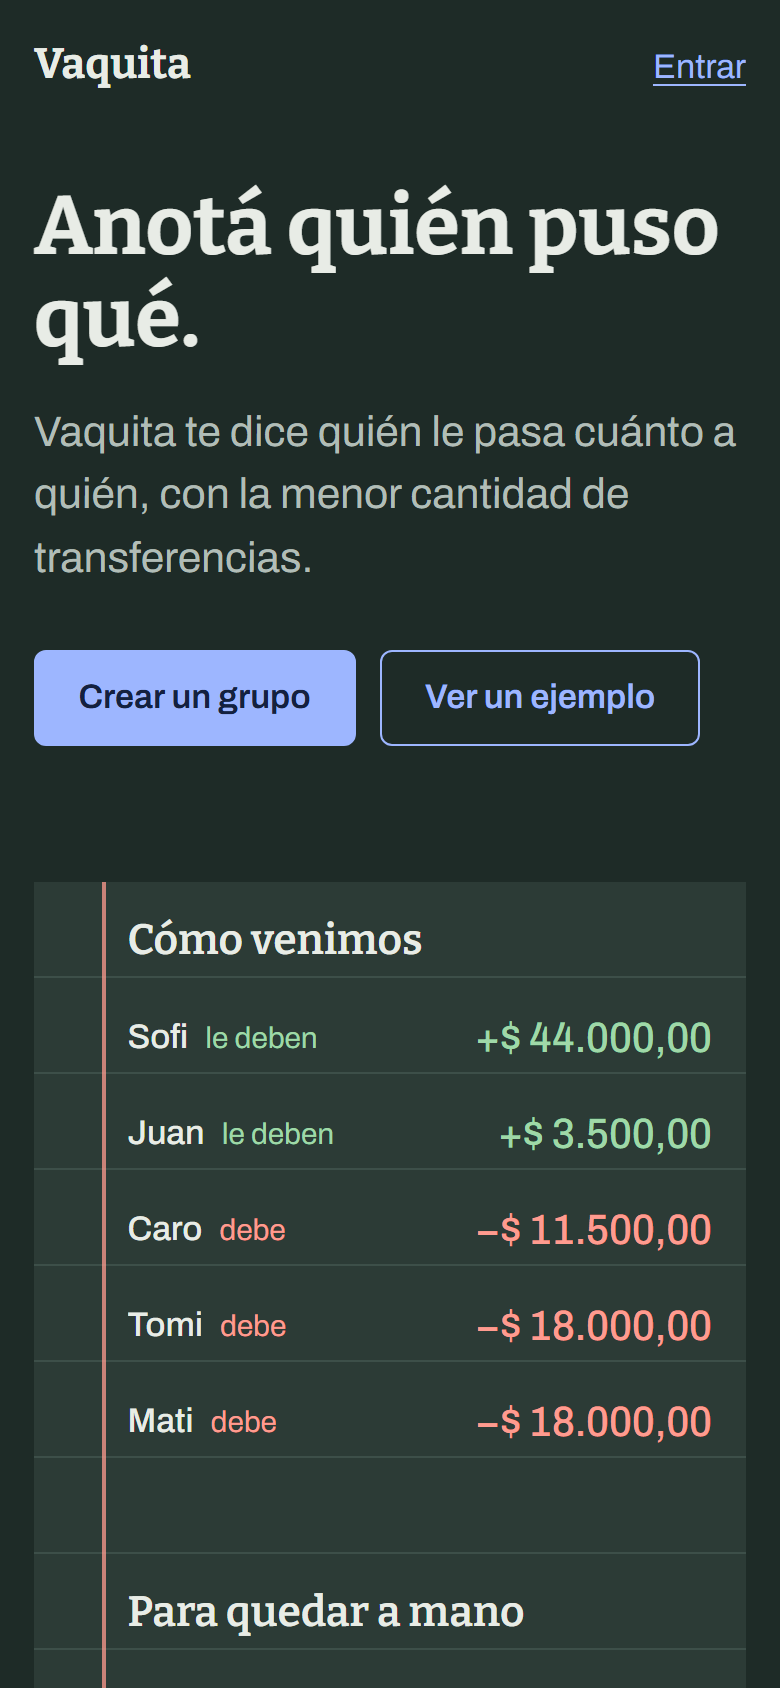 Vaquita
Entrar
Anotá quién puso
qué.
Vaquita te dice quién le pasa cuánto a
quién, con la menor cantidad de
transferencias.
Crear un grupo
Ver un ejemplo
Cómo venimos
Sofi le deben +$ 44.000,00
Juan le deben +$ 3.500,00
Caro debe −$ 11.500,00
Tomi debe −$ 18.000,00
Mati debe −$ 18.000,00
Para quedar a mano